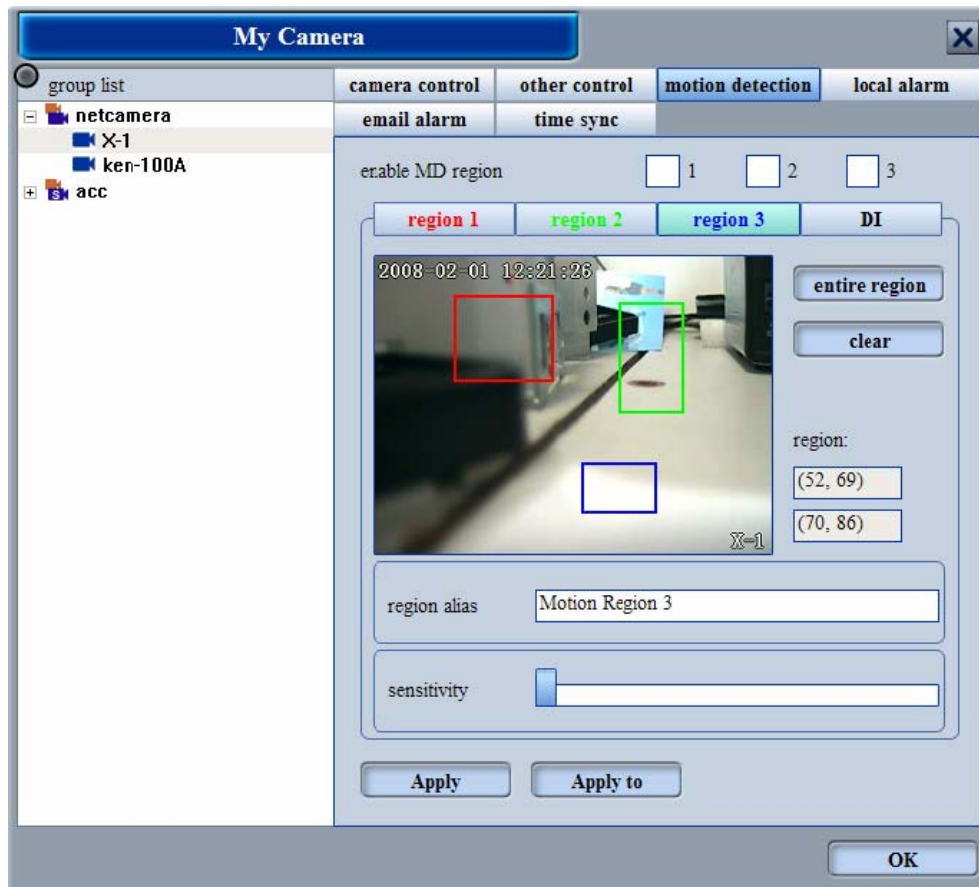 My Camera
group list
netcamera
X-1
ken-100A
acc
camera control
other control
motion detection
local alarm
email alarm
time sync
enable MD region
1
2
3
region 1
region 2
region 3
DI
2008-02-01 12:21:26
X-1
entire region
clear
region:
(52, 69)
(70, 86)
region alias
Motion Region 3
sensitivity
Apply
Apply to
OK